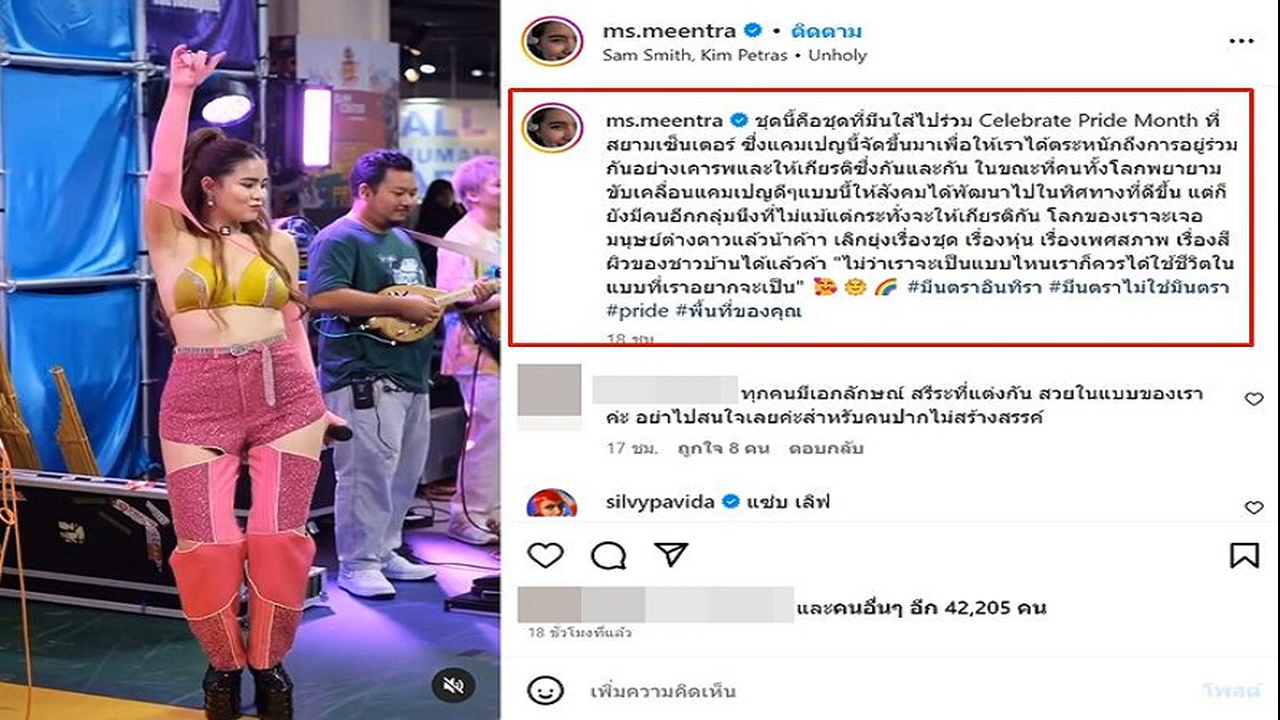 ALL
HUMAN
ms.meentra • ติดตาม
Sam Smith, Kim Petras • Unholy
ms.meentra ชุดนี้คือชุดที่มีนใส่ไปร่วม Celebrate Pride Month ที่
สยามเซ็นเตอร์ ซึ่งแคมเปญนี้จัดขึ้นมาเพื่อให้เราได้ตระหนักถึงการอยู่ร่วม
กันอย่างเคารพและให้เกียรติซึ่งกันและกัน ในขณะที่คนทั้งโลกพยายาม
ขับเคลื่อนแคมเปญดีๆแบบนี้ให้สังคมได้พัฒนาไปในทิศทางที่ดีขึ้น แต่ก็
ยังมีคนอีกกลุ่มนึงที่ไม่แม้แต่กระทั่งจะให้เกียรติกัน โลกของเราจะเจอ
มนุษย์ต่างดาวแล้วน้าค้าา เลิกยุ่งเรื่องชุด เรื่องหุ่น เรื่องเพศสภาพ เรื่องสี
ผิวของชาวบ้านได้แล้วค้า "ไม่ว่าเราจะเป็นแบบไหนเราก็ควรได้ใช้ชีวิตใน
แบบที่เราอยากจะเป็น" 🥰 🌞 🌈 #มีนตราอินทิรา #มีนตราไม่ใช่มินตรา
#pride #พื้นที่ของคุณ
18 ชม.
ทุกคนมีเอกลักษณ์ สรีระที่แต่งกัน สวยในแบบของเรา
ค่ะ อย่าไปสนใจเลยค่ะสำหรับคนปากไม่สร้างสรรค์
17 ชม. ถูกใจ 8 คน ตอบกลับ
silvypavida แซ่บ เลิฟ
และคนอื่นๆ อีก 42,205 คน
18 ชั่วโมงที่แล้ว
เพิ่มความคิดเห็น โพสต์